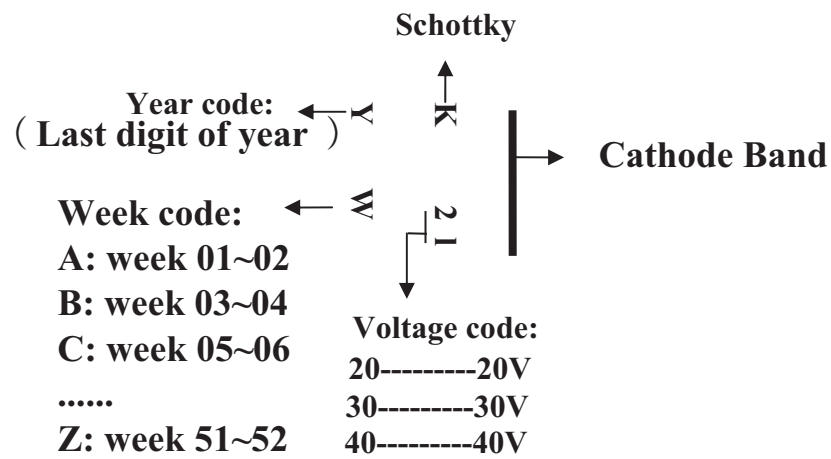 Schottky
Year code:
（Last digit of year ）
Y K
Cathode Band
W 2 1
Week code:
A: week 01~02
B: week 03~04
C: week 05~06
......
Z: week 51~52
Voltage code:
20---------20V
30---------30V
40---------40V